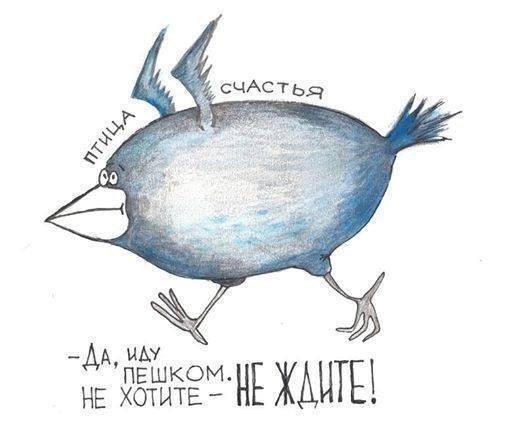 ПТИЦА СЧАСТЬЯ
- ДА, ИДУ
ПЕШКОМ.
НЕ ХОТИТЕ - НЕ ЖДИТЕ!